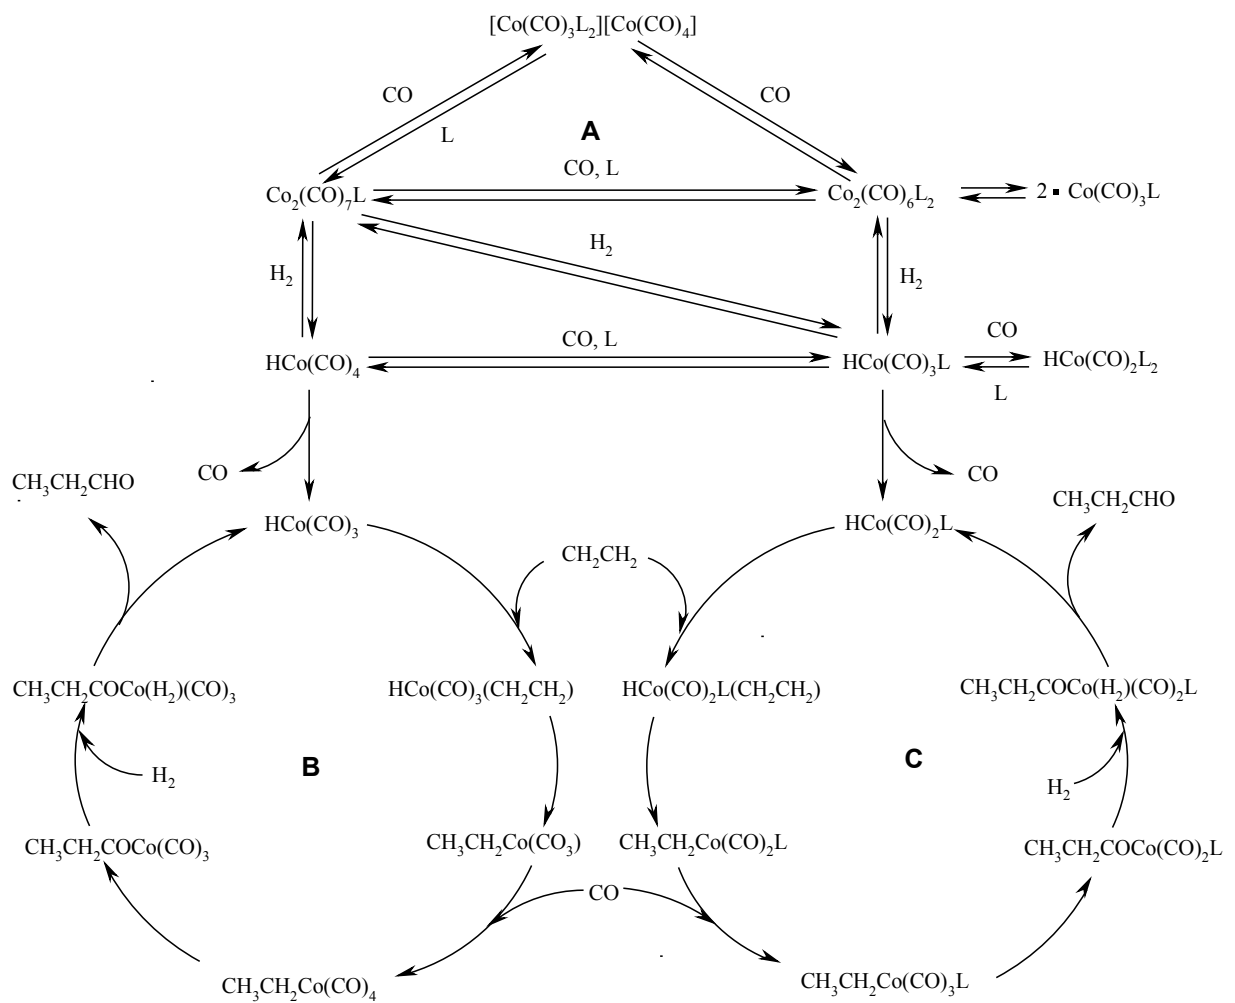 [Co(CO)₃L₂][Co(CO)₄]
CO
CO
L
A
CO, L
Co₂(CO)₇L
Co₂(CO)₆L₂
2▪ Co(CO)₃L
H₂
H₂
H₂
CO, L
CO
HCo(CO)₄
HCo(CO)₃L
HCo(CO)₂L₂
L
CO
CO
CH₃CH₂CHO
CH₃CH₂CHO
HCo(CO)₃
HCo(CO)₂L
CH₂CH₂
CH₃CH₂COCo(H₂)(CO)₃
HCo(CO)₃(CH₂CH₂)
HCo(CO)₂L(CH₂CH₂)
CH₃CH₂COCo(H₂)(CO)₂L
B
C
H₂
H₂
CH₃CH₂COCo(CO)₃
CH₃CH₂Co(CO₃)
CH₃CH₂Co(CO)₂L
CH₃CH₂COCo(CO)₂L
CO
CH₃CH₂Co(CO)₄
CH₃CH₂Co(CO)₃L